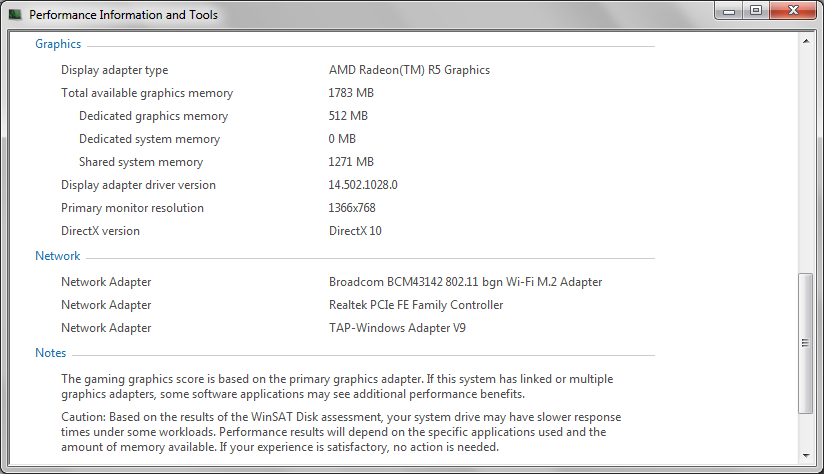 Performance Information and Tools
Graphics
Display adapter type AMD Radeon(TM) R5 Graphics
Total available graphics memory 1783 MB
Dedicated graphics memory 512 MB
Dedicated system memory 0 MB
Shared system memory 1271 MB
Display adapter driver version 14.502.1028.0
Primary monitor resolution 1366x768
DirectX version DirectX 10
Network
Network Adapter Broadcom BCM43142 802.11 bgn Wi-Fi M.2 Adapter
Network Adapter Realtek PCIe FE Family Controller
Network Adapter TAP-Windows Adapter V9
Notes
The gaming graphics score is based on the primary graphics adapter. If this system has linked or multiple
graphics adapters, some software applications may see additional performance benefits.
Caution: Based on the results of the WinSAT Disk assessment, your system drive may have slower response
times under some workloads. Performance results will depend on the specific applications used and the
amount of memory available. If your experience is satisfactory, no action is needed.